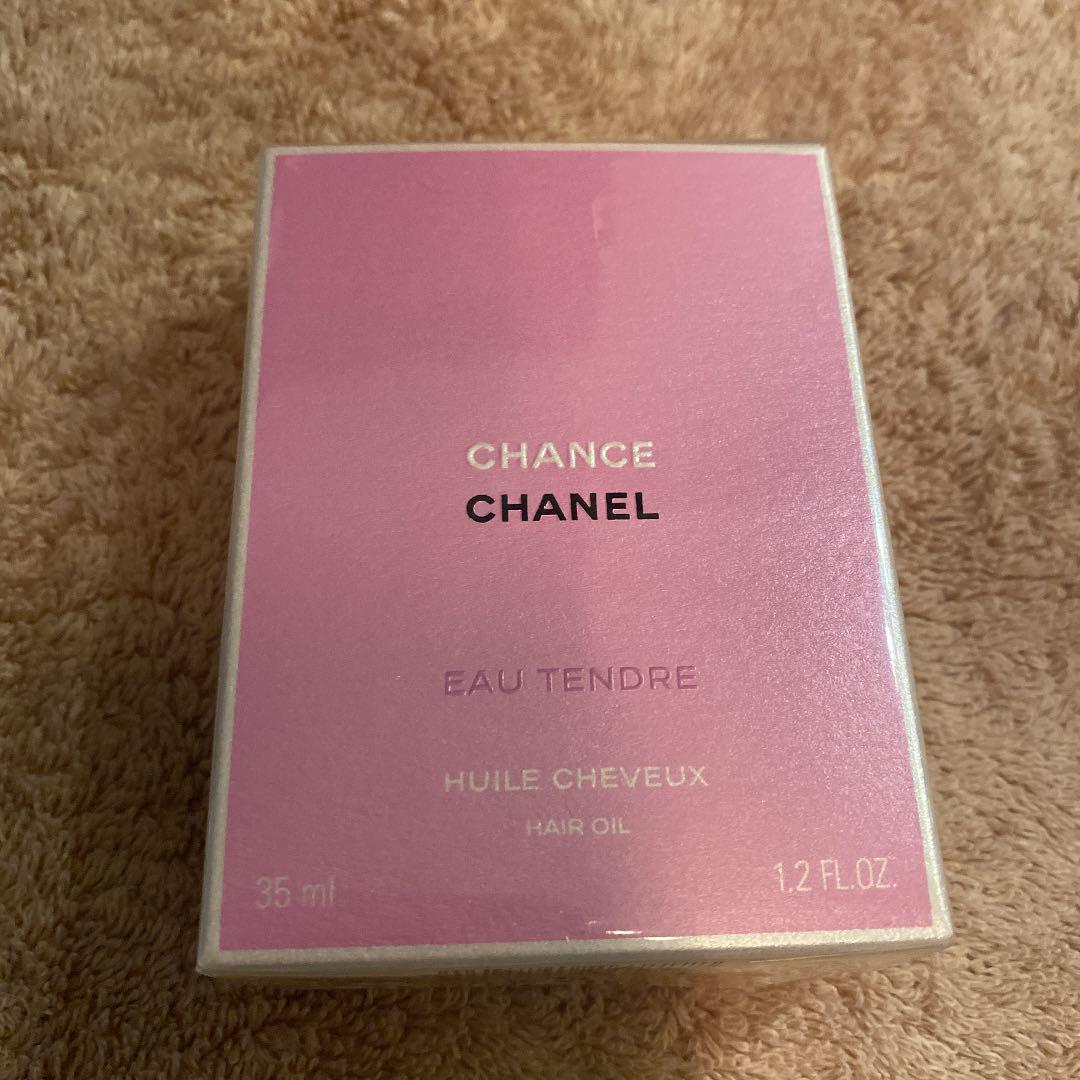 CHANCE
CHANEL
EAU TENDRE
HUILE CHEVEUX
HAIR OIL
35 ml
1.2 FL.OZ.